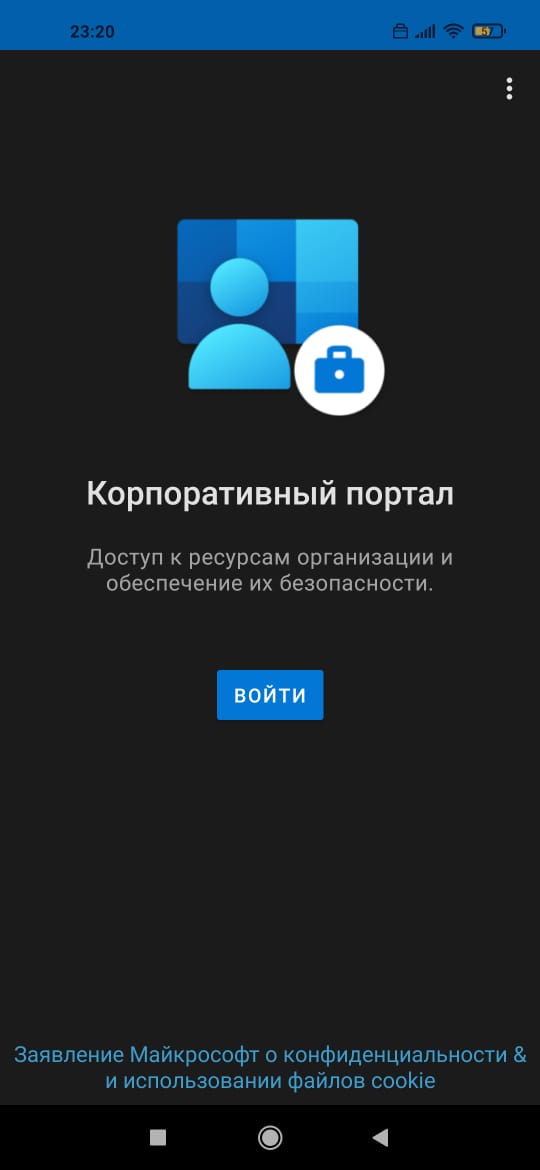 23:20
57
Корпоративный портал
Доступ к ресурсам организации и
обеспечение их безопасности.
ВОЙТИ
Заявление Майкрософт о конфиденциальности &
и использовании файлов cookie